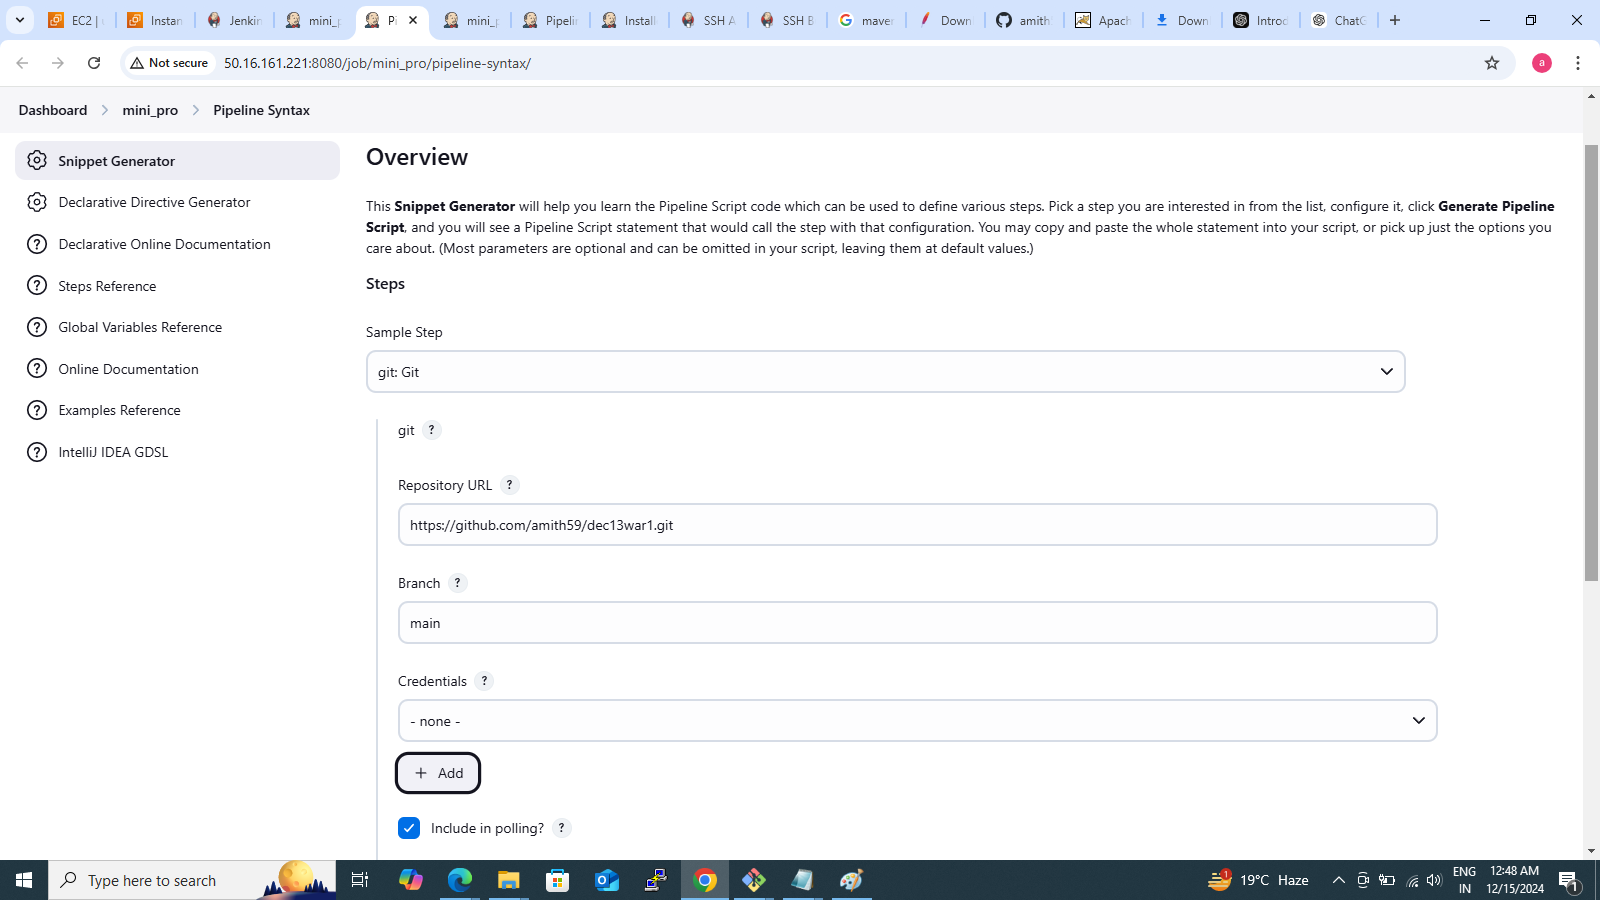 EC2 |
Instan
Jenkin
mini_p
Pi
mini_p
Pipelin
Install
SSH A
SSH B
maven
Down
amith
Apach
Down
Introd
ChatG
Not secure
50.16.161.221:8080/job/mini_pro/pipeline-syntax/
a
Dashboard > mini_pro > Pipeline Syntax
Snippet Generator
Declarative Directive Generator
Declarative Online Documentation
Steps Reference
Global Variables Reference
Online Documentation
Examples Reference
IntelliJ IDEA GDSL
Overview
This Snippet Generator will help you learn the Pipeline Script code which can be used to define various steps. Pick a step you are interested in from the list, configure it, click Generate Pipeline
Script, and you will see a Pipeline Script statement that would call the step with that configuration. You may copy and paste the whole statement into your script, or pick up just the options you
care about. (Most parameters are optional and can be omitted in your script, leaving them at default values.)
Steps
Sample Step
git: Git
git ?
Repository URL ?
https://github.com/amith59/dec13war1.git
Branch ?
main
Credentials ?
- none -
+ Add
Include in polling? ?
Type here to search
1
19°C Haze
ENG
IN
12:48 AM
12/15/2024
1